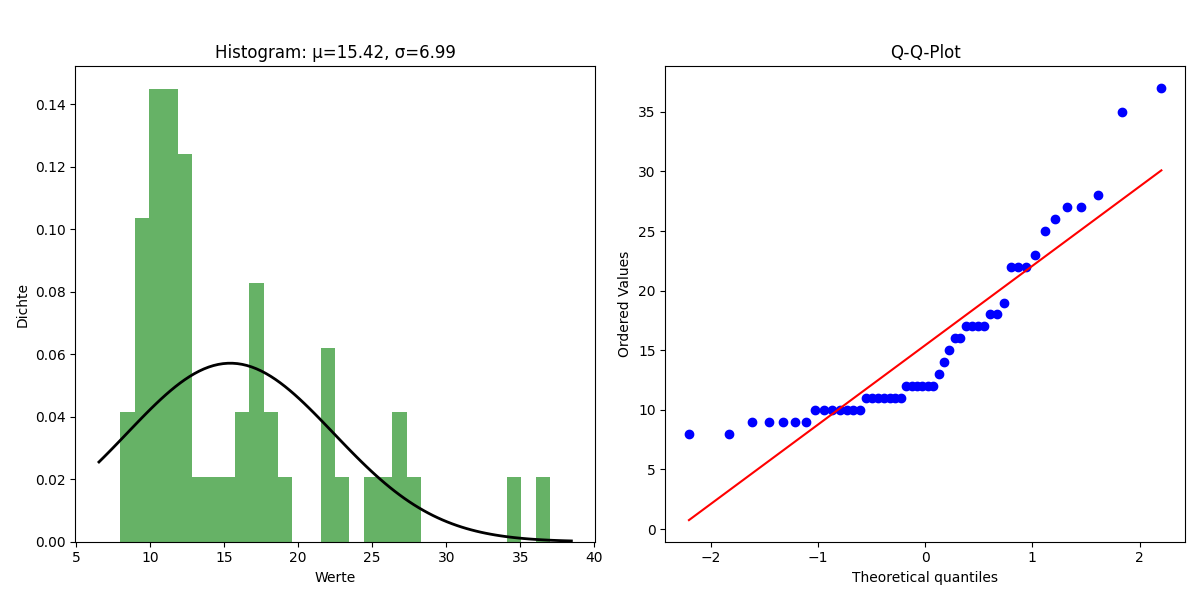 Histogram: μ=15.42, σ=6.99
Dichte
0.14
0.12
0.10
0.08
0.06
0.04
0.02
0.00
5 10 15 20 25 30 35 40
Werte
Q-Q-Plot
Ordered Values
35
30
25
20
15
10
5
0
−2 −1 0 1 2
Theoretical quantiles